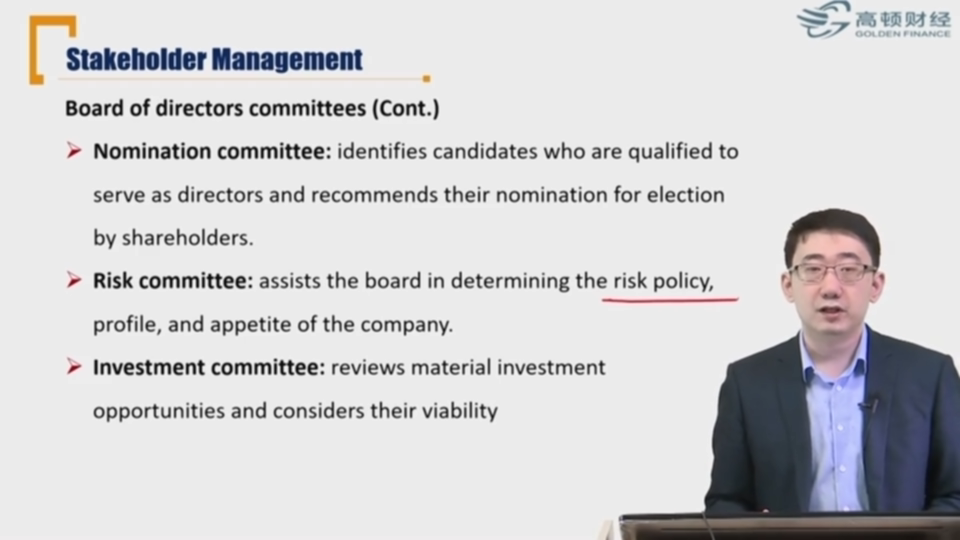 高顿财经
GOLDEN FINANCE
Stakeholder Management
Board of directors committees (Cont.)
Nomination committee: identifies candidates who are qualified to
serve as directors and recommends their nomination for election
by shareholders.
Risk committee: assists the board in determining the risk policy,
profile, and appetite of the company.
Investment committee: reviews material investment
opportunities and considers their viability